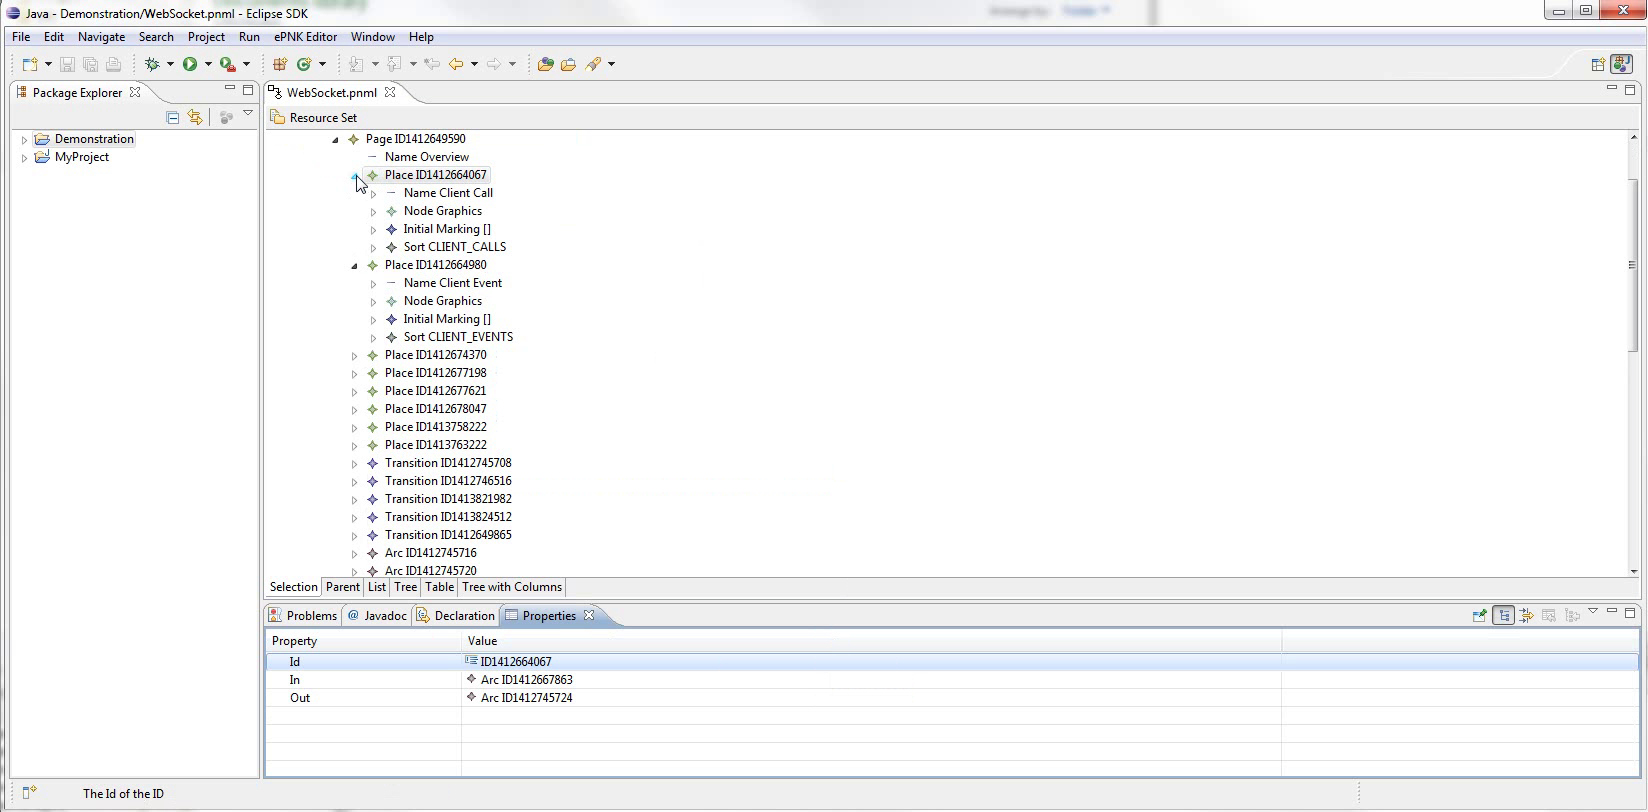 Java - Demonstration/WebSocket.pnml - Eclipse SDK
File Edit Navigate Search Project Run ePNK Editor Window Help
Package Explorer
WebSocket.pnml
Demonstration
MyProject
Resource Set
Page ID1412649590
Name Overview
Place ID1412664067
Name Client Call
Node Graphics
Initial Marking []
Sort CLIENT_CALLS
Place ID1412664980
Name Client Event
Node Graphics
Initial Marking []
Sort CLIENT_EVENTS
Place ID1412674370
Place ID1412677198
Place ID1412677621
Place ID1412678047
Place ID1413758222
Place ID1413763222
Transition ID1412745708
Transition ID1412746516
Transition ID1413821982
Transition ID1413824512
Transition ID1412649865
Arc ID1412745716
Arc ID1412745720
Selection Parent List Tree Table Tree with Columns
Problems @ Javadoc Declaration Properties
Property Value
Id ID1412664067
In Arc ID1412667863
Out Arc ID1412745724
The Id of the ID